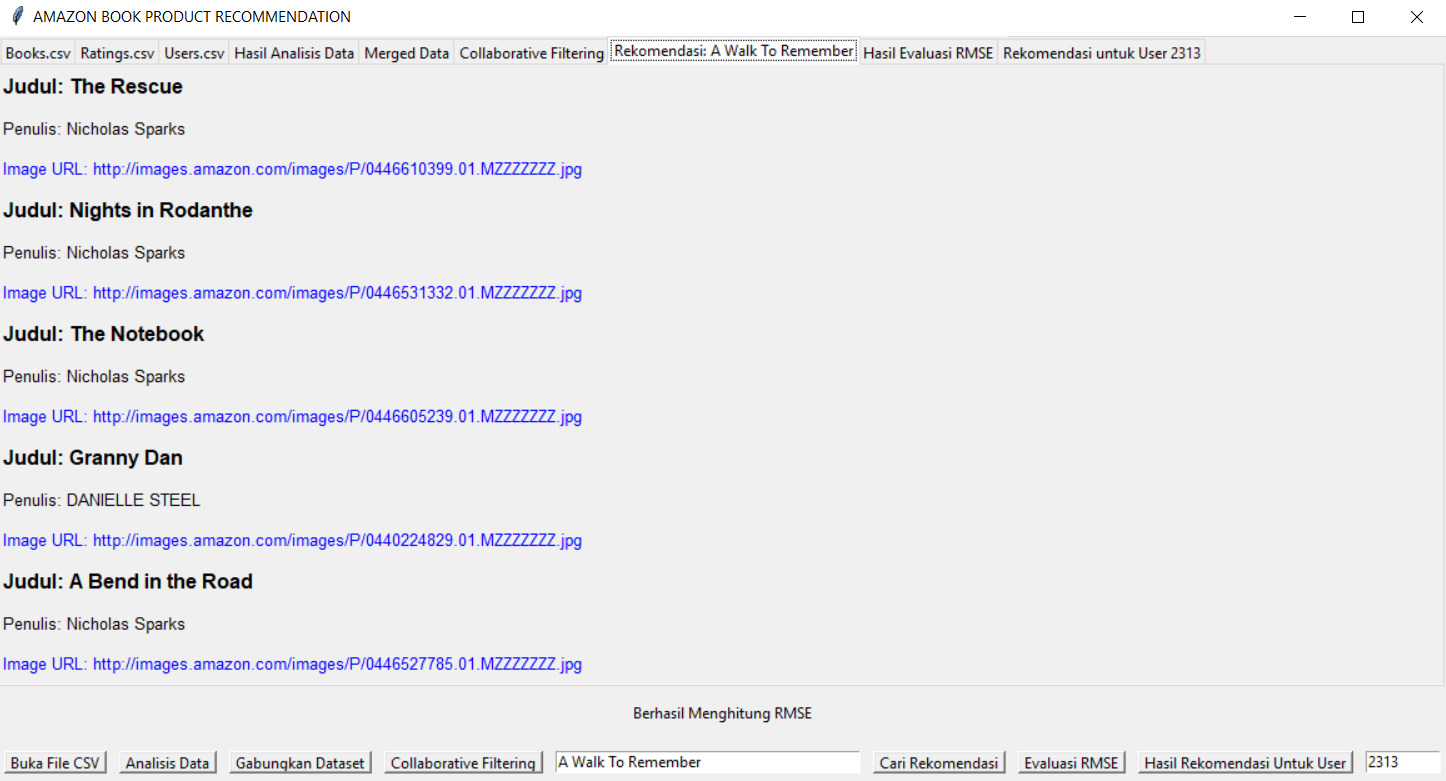 AMAZON BOOK PRODUCT RECOMMENDATION
Books.csv Ratings.csv Users.csv Hasil Analisis Data Merged Data Collaborative Filtering Rekomendasi: A Walk To Remember Hasil Evaluasi RMSE Rekomendasi untuk User 2313
Judul: The Rescue
Penulis: Nicholas Sparks
Image URL: http://images.amazon.com/images/P/0446610399.01.MZZZZZZZ.jpg
Judul: Nights in Rodanthe
Penulis: Nicholas Sparks
Image URL: http://images.amazon.com/images/P/0446531332.01.MZZZZZZZ.jpg
Judul: The Notebook
Penulis: Nicholas Sparks
Image URL: http://images.amazon.com/images/P/0446605239.01.MZZZZZZZ.jpg
Judul: Granny Dan
Penulis: DANIELLE STEEL
Image URL: http://images.amazon.com/images/P/0440224829.01.MZZZZZZZ.jpg
Judul: A Bend in the Road
Penulis: Nicholas Sparks
Image URL: http://images.amazon.com/images/P/0446527785.01.MZZZZZZZ.jpg
Berhasil Menghitung RMSE
Buka File CSV Analisis Data Gabungkan Dataset Collaborative Filtering A Walk To Remember Cari Rekomendasi Evaluasi RMSE Hasil Rekomendasi Untuk User 2313